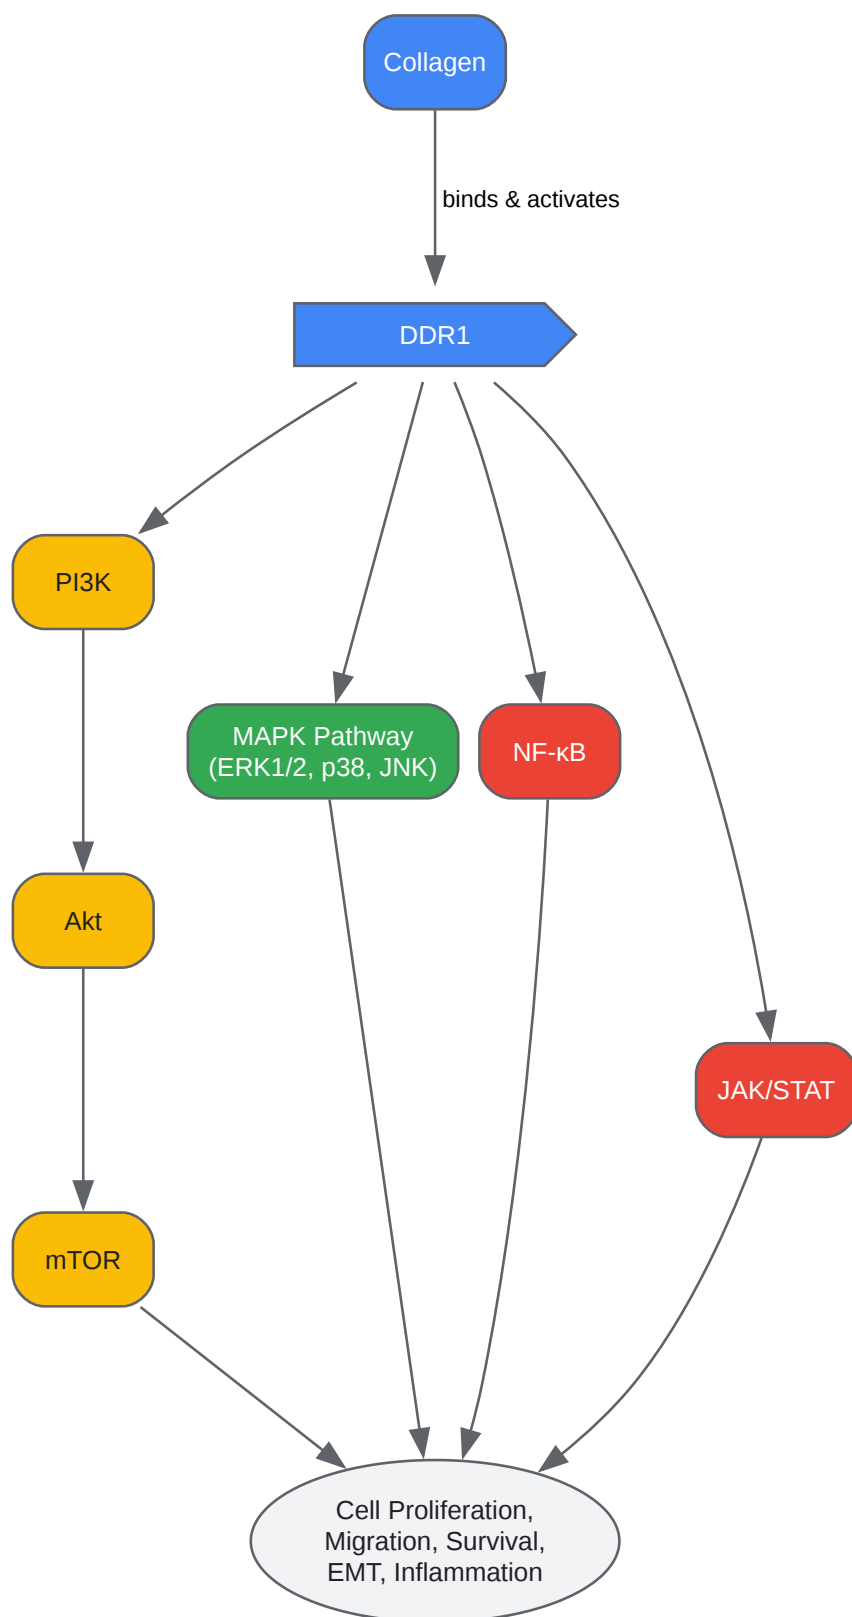 Collagen
binds & activates
DDR1
PI3K
MAPK Pathway
(ERK1/2, p38, JNK)
NF-κB
Akt
JAK/STAT
mTOR
Cell Proliferation,
Migration, Survival,
EMT, Inflammation